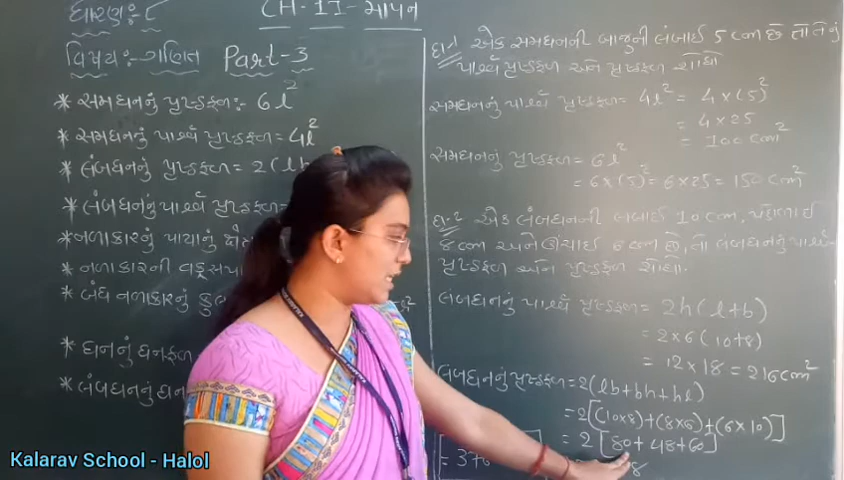 ધોરણ:- ૮
CH-11-માપન
વિષય:- ગણિત
Part-3
* સમઘનનું પૃષ્ઠફળ:- 6l²
* સમઘનનું પાર્શ્વ પૃષ્ઠફળ = 4l²
* લંબઘનનું પૃષ્ઠફળ = 2(lb
* લંબઘનનું પાર્શ્વ પૃષ્ઠફળ =
* નળાકારનું પાયાનું
* નળાકારની વક્રસપા
* બંધ નળાકારનું કુલ
* ઘનનું ઘનફળ
* લંબઘનનું ઘન
દા.1 એક સમઘનની બાજુની લંબાઈ 5 cm છે તો તેનું
પાર્શ્વ પૃષ્ઠફળ અને પૃષ્ઠફળ શોધો
સમઘનનું પાર્શ્વ પૃષ્ઠફળ = 4l² = 4 × (5)²
= 4 × 25
= 100 cm²
સમઘનનું પૃષ્ઠફળ = 6l²
= 6×(5)² = 6×25 = 150 cm²
દા.2 એક લંબઘનની લંબાઈ 10 cm, પહોળાઈ
8 cm અને ઊંચાઈ 6 cm છે, તો લંબઘનનું પાર્શ્વ
પૃષ્ઠફળ અને પૃષ્ઠફળ શોધો.
લંબઘનનું પાર્શ્વ પૃષ્ઠફળ = 2h(l+b)
= 2×6(10+8)
= 12×18 = 216 cm²
લંબઘનનું પૃષ્ઠફળ = 2(lb+bh+hl)
= 2[(10×8)+(8×6)+(6×10)]
= 2[80+48+60]
= 376
Kalarav School - Halol